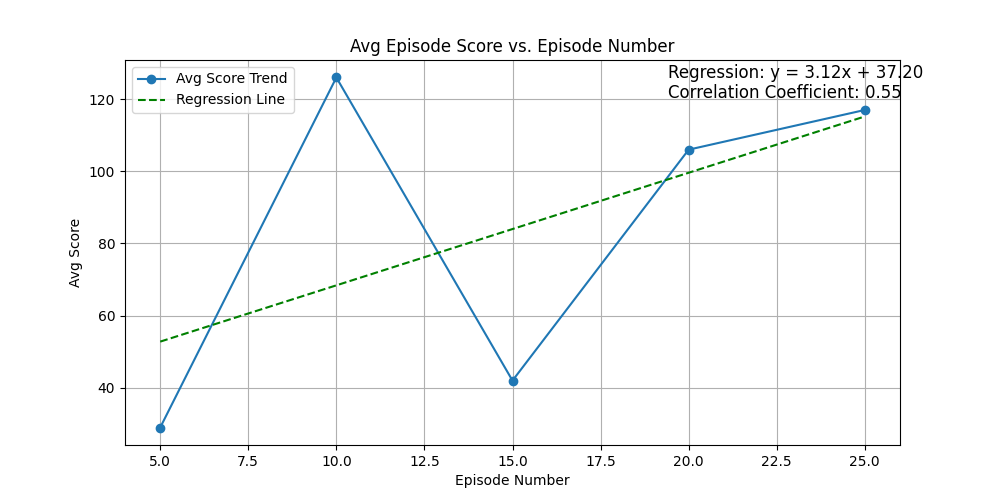 Avg Episode Score vs. Episode Number
Avg Score Trend
Regression Line
Regression: y = 3.12x + 37.20
Correlation Coefficient: 0.55
120
100
80
60
40
Avg Score
5.0 7.5 10.0 12.5 15.0 17.5 20.0 22.5 25.0
Episode Number